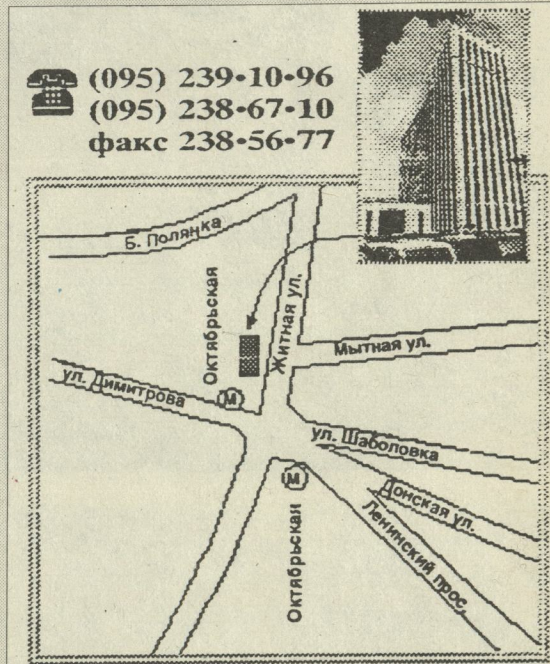 (095) 239•10•96
(095) 238•67•10
факс 238•56•77
Б. Полянка
Октябрьская
Житная ул.
Мытная ул.
ул. Димитрова
М
ул. Шаболовка
М
Донская ул.
Октябрьская
Ленинский прос.